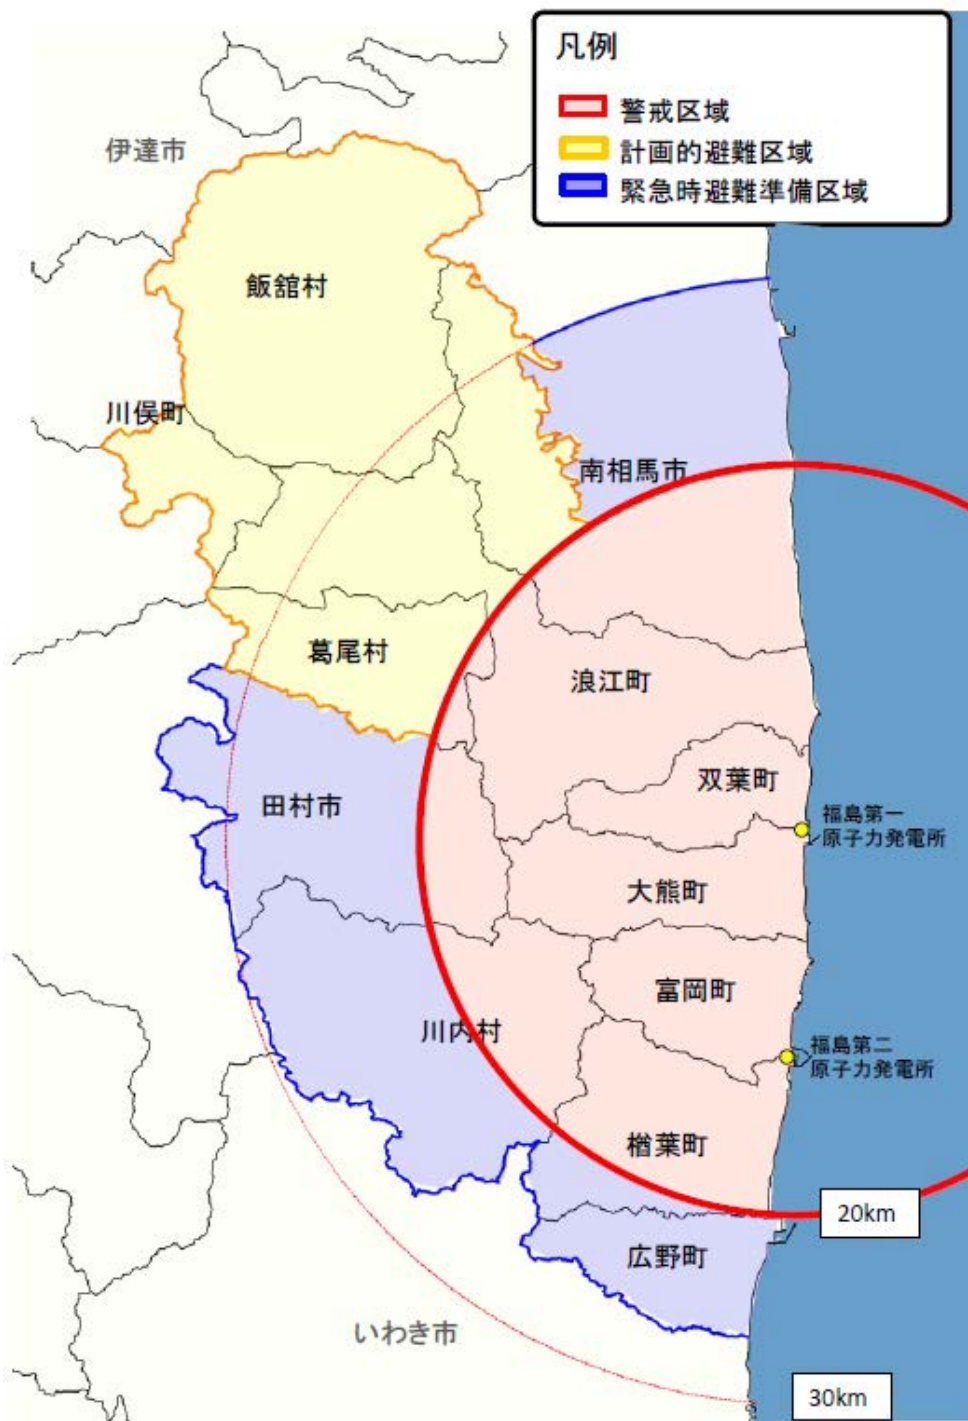 凡例
警戒区域
計画的避難区域
緊急時避難準備区域
伊達市
飯舘村
川俣町
南相馬市
葛尾村
浪江町
双葉町
田村市
福島第一
原子力発電所
大熊町
富岡町
川内村
福島第二
原子力発電所
楢葉町
20km
広野町
いわき市
30km